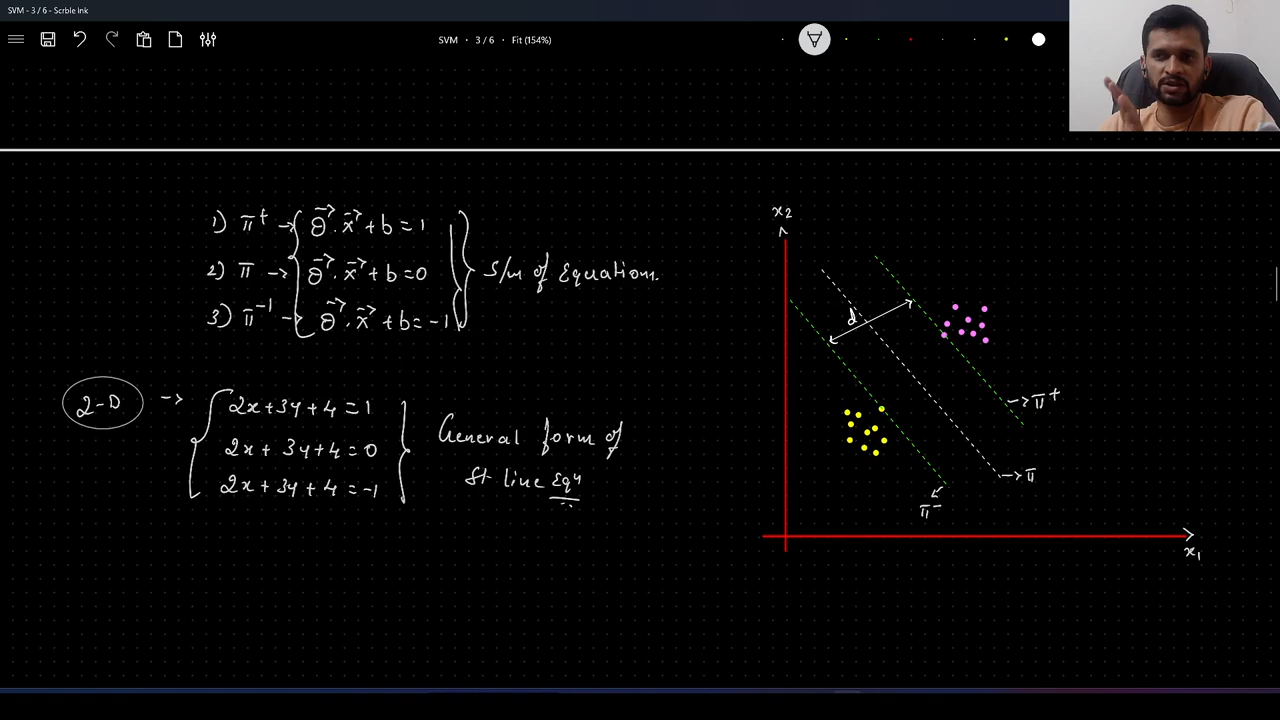 SVM - 3 / 6 - Scrble Ink
SVM • 3 / 6 • Fit (154%)
1) π⁺ → θ⃗ . x⃗ + b = 1
2) π → θ⃗ . x⃗ + b = 0
3) π⁻¹ → θ⃗ . x⃗ + b = -1
S/m of Equations.
2-D →
2x + 3y + 4 = 1
2x + 3y + 4 = 0
2x + 3y + 4 = -1
General form of
St line Eqⁿ
x₂
d
→ π⁺
→ π
π⁻
x₁